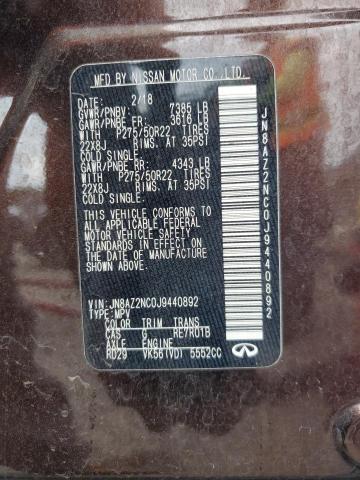 MFD BY NISSAN MOTOR CO., LTD.
DATE: 2/18
GVWR/PNBV: 7385 LB
GAWR/PNBE FR: 3616 LB
WITH P275/50R22 TIRES
22X8J RIMS, AT 35PSI
COLD SINGLE.
GAWR/PNBE RR: 4343 LB
WITH P275/50R22 TIRES
22X8J RIMS, AT 35PSI
COLD SINGLE.
THIS VEHICLE CONFORMS TO
ALL APPLICABLE FEDERAL
MOTOR VEHICLE SAFETY
STANDARDS IN EFFECT ON
THE DATE OF MANUFACTURE
SHOWN ABOVE.
VIN: JN8AZ2NC0J9440892
TYPE: MPV
COLOR TRIM TRANS
CAS G RE7R01B
AXLE ENGINE
RD29 VK56(VD) 5552CC
INFINITI
JN8AZ2NC0J9440892